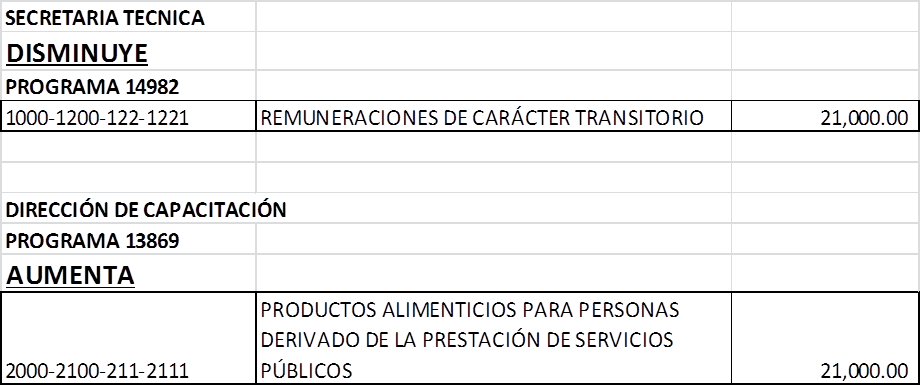 SECRETARIA TECNICA
DISMINUYE
PROGRAMA 14982
1000-1200-122-1221 REMUNERACIONES DE CARÁCTER TRANSITORIO 21,000.00
DIRECCIÓN DE CAPACITACIÓN
PROGRAMA 13869
AUMENTA
PRODUCTOS ALIMENTICIOS PARA PERSONAS
DERIVADO DE LA PRESTACIÓN DE SERVICIOS
2000-2100-211-2111 PÚBLICOS 21,000.00